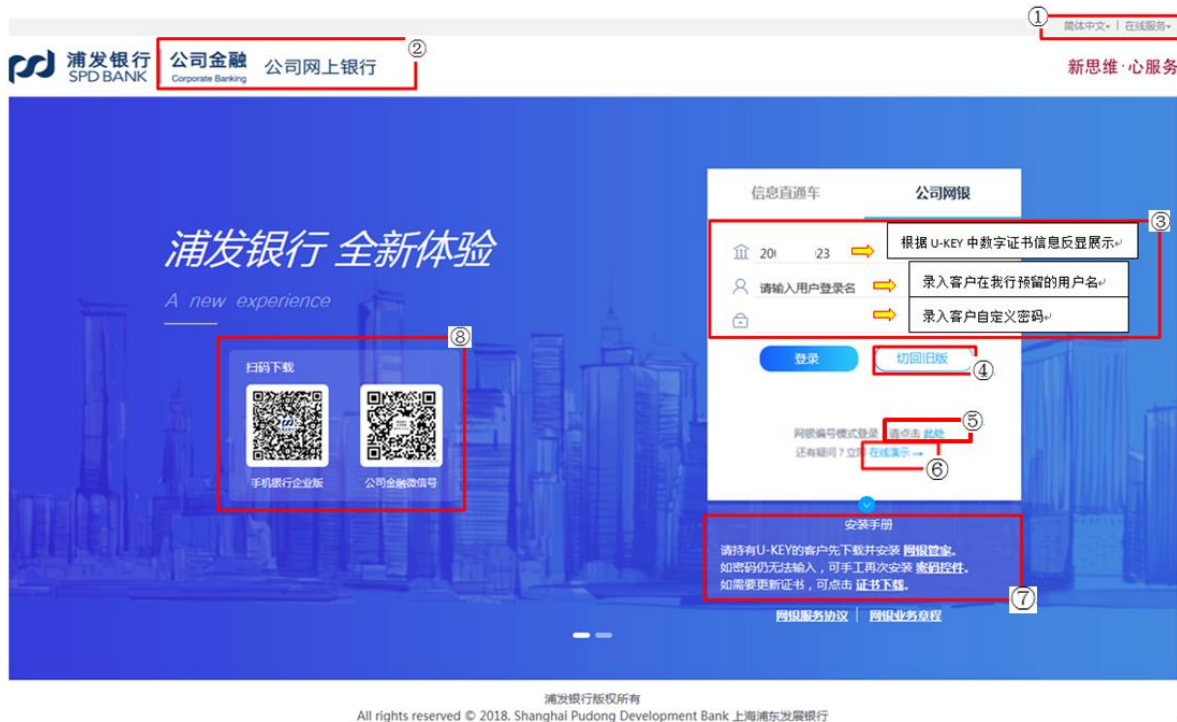 ①
简体中文 | 在线服务
②
浦发银行
SPD BANK
公司金融
Corporate Banking
公司网上银行
新思维·心服务
浦发银行 全新体验
A new experience
⑧
扫码下载
手机银行企业版
公司金融微信号
信息直通车
公司网银
③
20 23
根据 U-KEY 中数字证书信息反显展示
请输入用户登录名
录入客户在我行预留的用户名
录入客户自定义密码
登录
切回旧版
④
⑤
网银编号模式登录 请点击 此处
还有疑问？立即 在线演示
⑥
安装手册
请持有U-KEY的客户先下载并安装 网银管家。
如密码仍无法输入，可手工再次安装 密码控件。
如需要更新证书，可点击 证书下载。
⑦
网银服务协议 | 网银业务章程
浦发银行版权所有
All rights reserved © 2018. Shanghai Pudong Development Bank 上海浦东发展银行